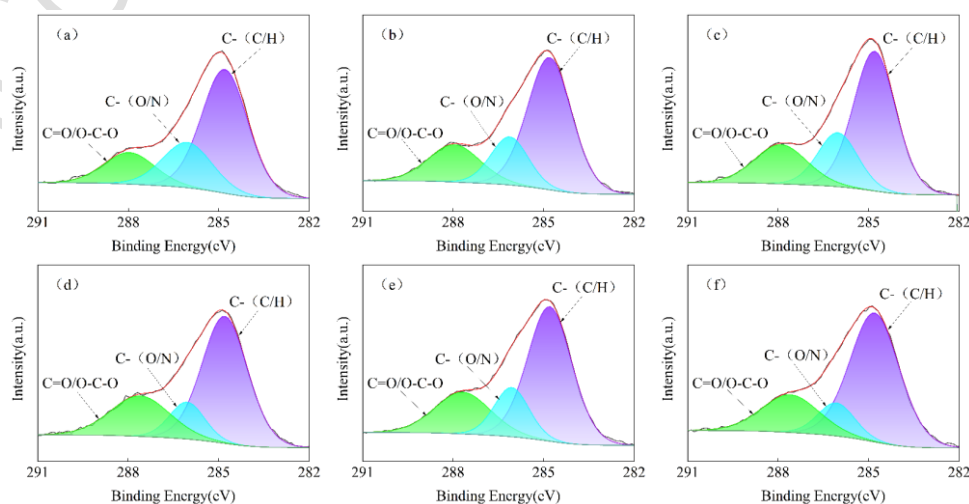 (a)
C-（C/H）
C-（O/N）
C=O/O-C-O
Intensity(a.u.)
291 288 285 282
Binding Energy(cV)
(b)
C-（C/H）
C-（O/N）
C=O/O-C-O
Intensity(a.u.)
291 288 285 282
Binding Energy(cV)
(c)
C-（C/H）
C-（O/N）
C=O/O-C-O
Intensity(a.u.)
291 288 285 282
Binding Energy(cV)
(d)
C-（C/H）
C-（O/N）
C=O/O-C-O
Intensity(a.u.)
291 288 285 282
Binding Energy(cV)
(e)
C-（C/H）
C-（O/N）
C=O/O-C-O
Intensity(a.u.)
291 288 285 282
Binding Energy(cV)
(f)
C-（C/H）
C-（O/N）
C=O/O-C-O
Intensity(a.u.)
291 288 285 282
Binding Energy(cV)